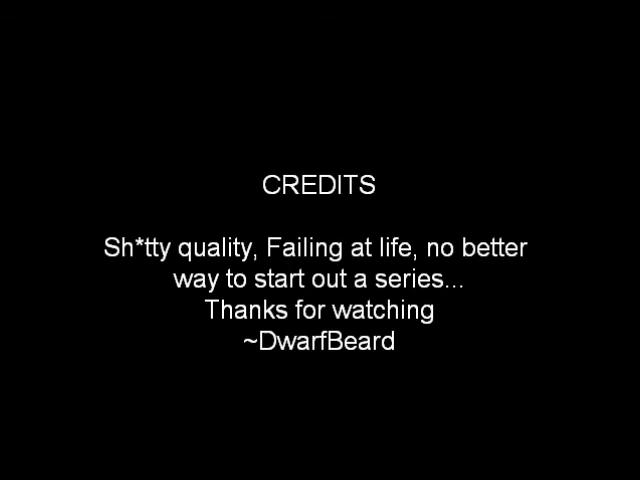 CREDITS
Sh*tty quality, Failing at life, no better
way to start out a series...
Thanks for watching
~DwarfBeard